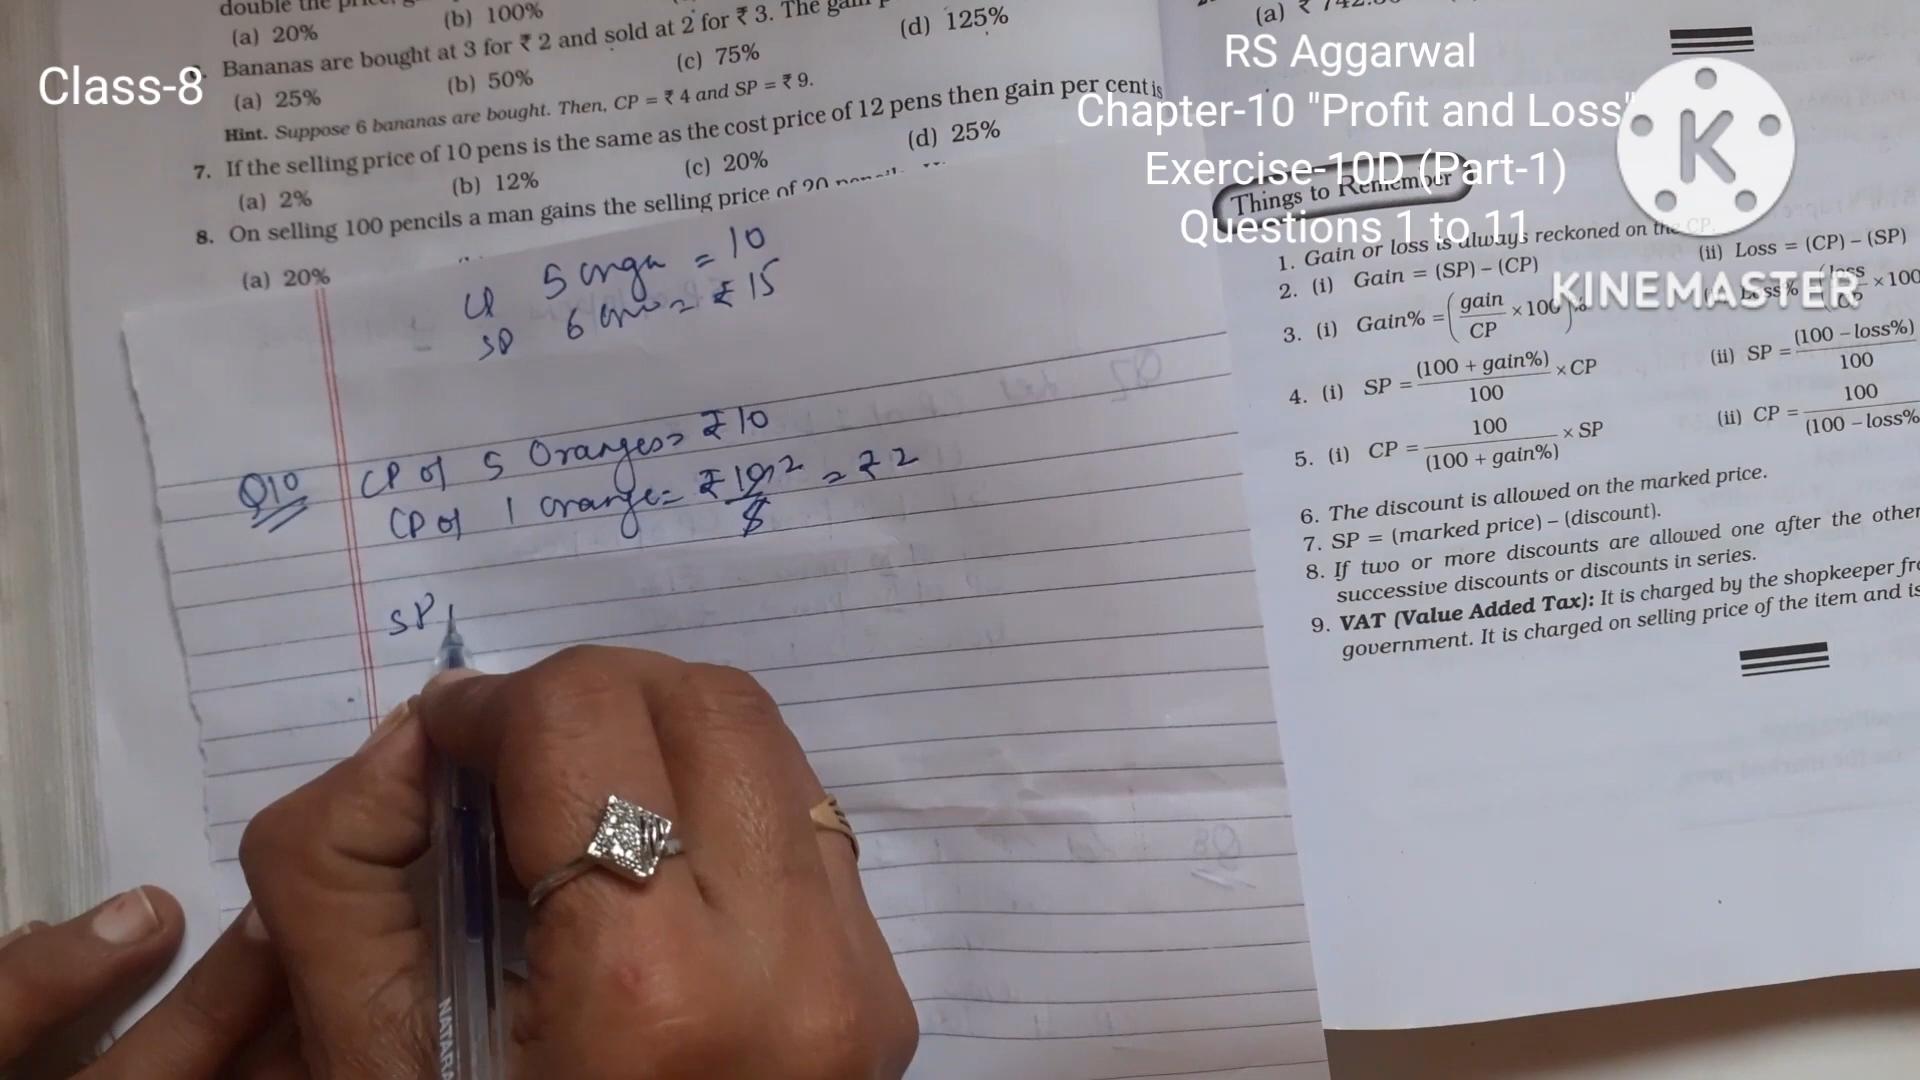 double the
(a) 20%
(b) 100%
Bananas are bought at 3 for ₹ 2 and sold at 2 for ₹ 3. The gain
(a) 25%
(b) 50%
(c) 75%
(d) 125%
Hint. Suppose 6 bananas are bought. Then, CP = ₹ 4 and SP = ₹ 9.
7. If the selling price of 10 pens is the same as the cost price of 12 pens then gain per cent is
(a) 2%
(b) 12%
(c) 20%
(d) 25%
8. On selling 100 pencils a man gains the selling price of 20
(a) 20%
5 = 10
SP 6 = ₹ 15
Q10 CP of 5 Oranges = ₹ 10
CP of 1 orange = ₹ 10 2 = ₹ 2
5
SP
NATARA
Class-8
RS Aggarwal
Chapter-10 "Profit and Loss"
Exercise-10D (Part-1)
Questions 1 to 11
K
KINEMASTER
(a) ₹
Things to Remember
1. Gain or loss is always reckoned on the CP.
2. (i) Gain = (SP) – (CP)
(ii) Loss = (CP) – (SP)
3. (i) Gain% = (gain/CP × 100)%
loss × 100
4. (i) SP = (100 + gain%)/100 × CP
(ii) SP = (100 – loss%)/100
5. (i) CP = 100/(100 + gain%) × SP
(ii) CP = 100/(100 – loss%
6. The discount is allowed on the marked price.
7. SP = (marked price) – (discount).
8. If two or more discounts are allowed one after the other
successive discounts or discounts in series.
9. VAT (Value Added Tax): It is charged by the shopkeeper
government. It is charged on selling price of the item and is